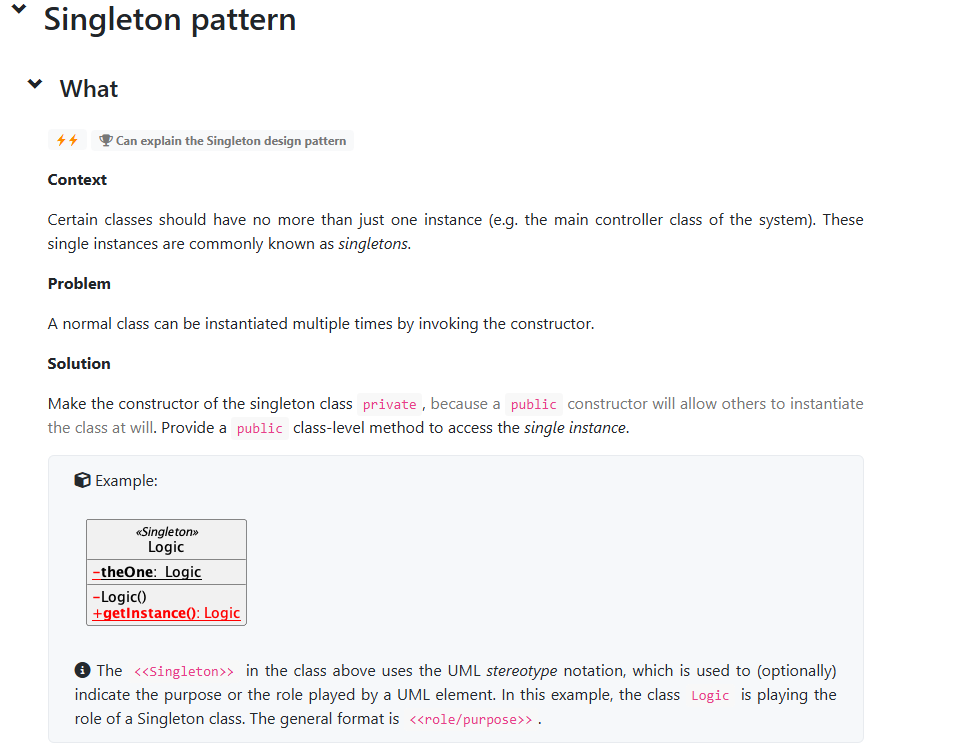 Singleton pattern
What
Can explain the Singleton design pattern
Context
Certain classes should have no more than just one instance (e.g. the main controller class of the system). These
single instances are commonly known as singletons.
Problem
A normal class can be instantiated multiple times by invoking the constructor.
Solution
Make the constructor of the singleton class private, because a public constructor will allow others to instantiate
the class at will. Provide a public class-level method to access the single instance.
Example:
«Singleton»
Logic
-theOne: Logic
-Logic()
+getInstance(): Logic
The <<Singleton>> in the class above uses the UML stereotype notation, which is used to (optionally)
indicate the purpose or the role played by a UML element. In this example, the class Logic is playing the
role of a Singleton class. The general format is <<role/purpose>>.